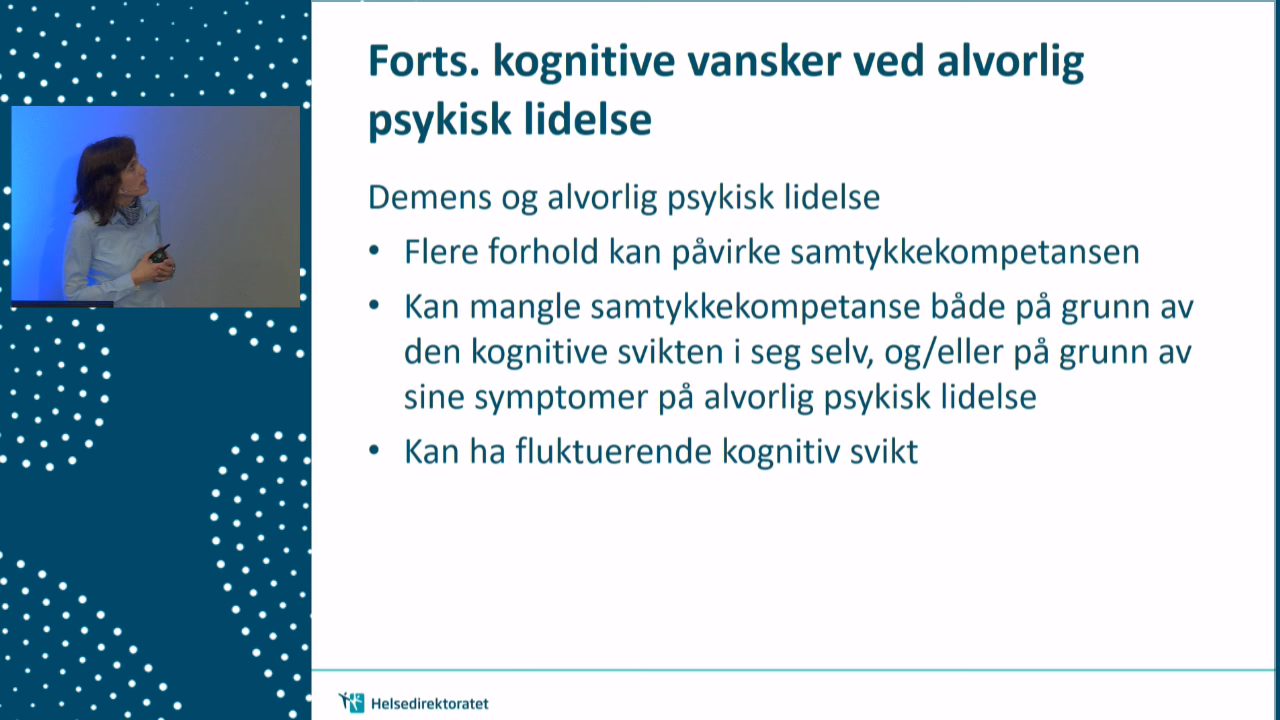 Forts. kognitive vansker ved alvorlig
psykisk lidelse
Demens og alvorlig psykisk lidelse
• Flere forhold kan påvirke samtykkekompetansen
• Kan mangle samtykkekompetanse både på grunn av
den kognitive svikten i seg selv, og/eller på grunn av
sine symptomer på alvorlig psykisk lidelse
• Kan ha fluktuerende kognitiv svikt
Helsedirektoratet